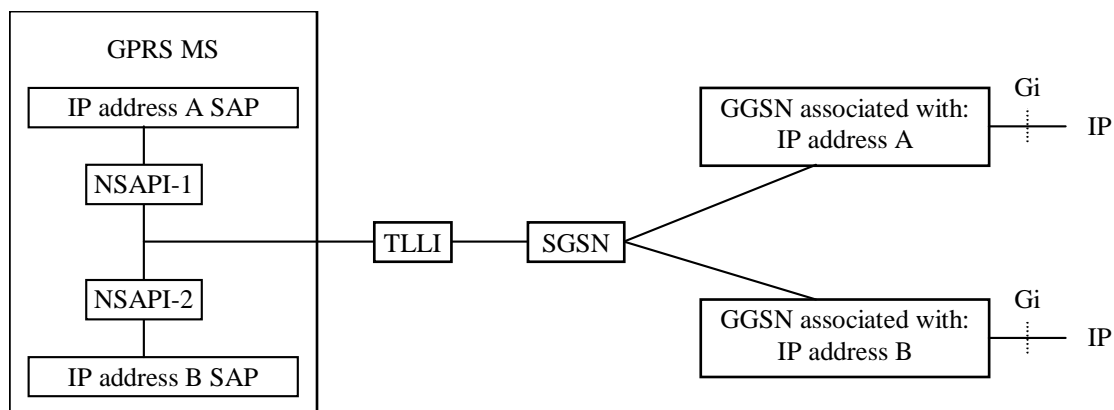 GPRS MS
IP address A SAP
NSAPI-1
NSAPI-2
IP address B SAP
TLLI
SGSN
GGSN associated with:
IP address A
Gi
IP
GGSN associated with:
IP address B
Gi
IP